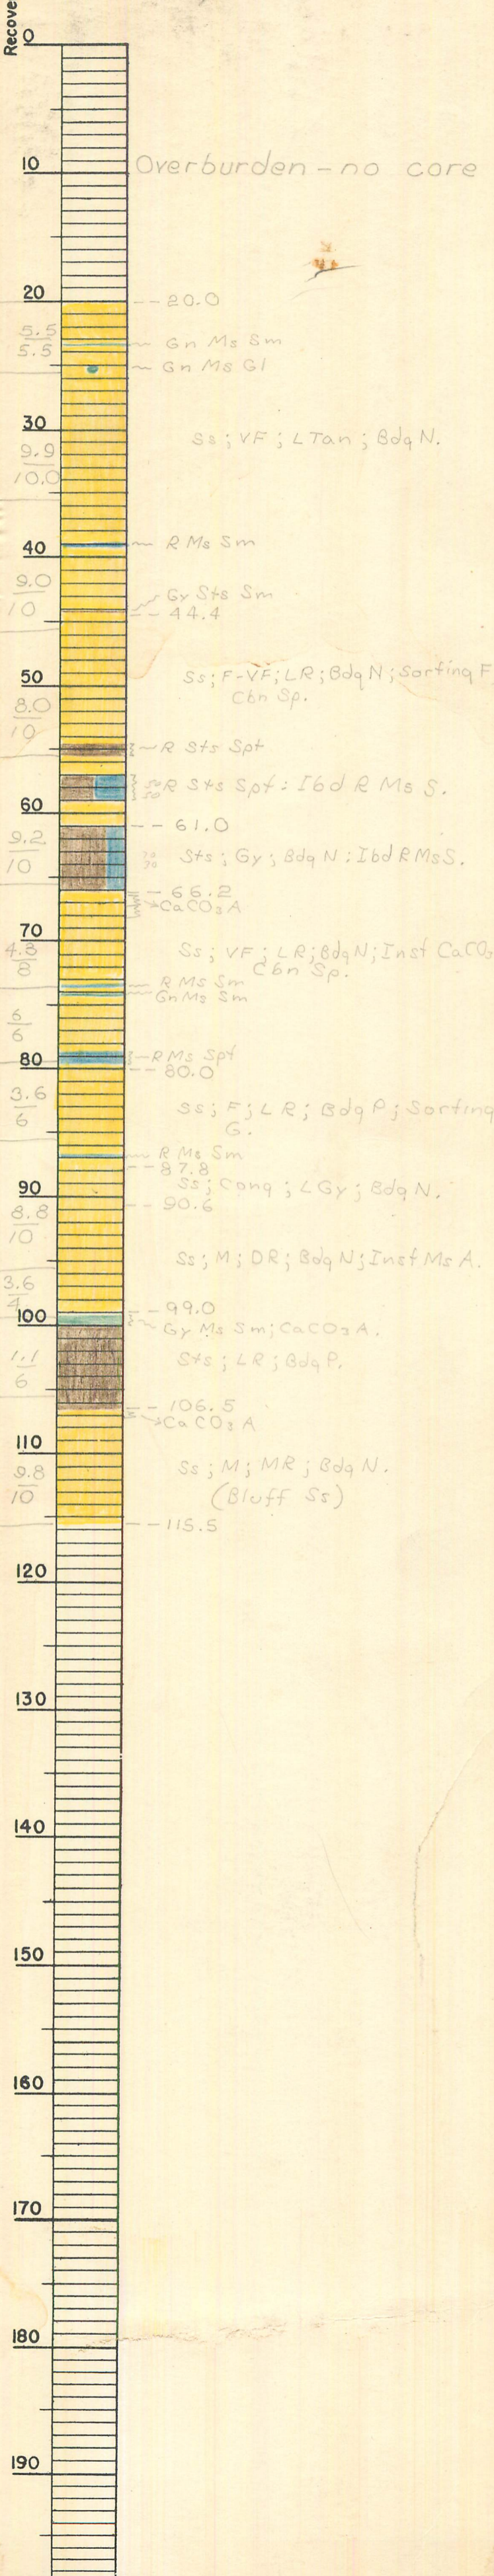 Recove
0
10 Overburden - no core
20 -- 20.0
5.5
5.5
~ Gn Ms Sm
~ Gn Ms Gl
30 Ss ; VF ; L Tan ; Bdg N.
9.9
10.0
40 ~ R Ms Sm
9.0
10
Gy Sts Sm
-- 44.4
50 Ss ; F-VF ; LR ; Bdg N ; Sorting F
Cbn Sp.
8.0
10
~ R Sts Spt
50
50
R Sts Spt : Ibd R Ms S.
60
-- 61.0
9.2
10
70
30
Sts ; Gy ; Bdg N : Ibd R Ms S.
-- 66.2
CaCO3 A
70
4.3
8
Ss ; VF ; LR ; Bdg N ; Inst CaCO3
Cbn Sp.
R Ms Sm
Gn Ms Sm
6
6
~ R Ms Spt
80 -- 80.0
3.6
6
Ss ; F ; LR ; Bdg P ; Sorting
G.
R Ms Sm
-- 87.8
90 Ss ; Cong ; L Gy ; Bdg N.
-- 90.6
8.8
10
Ss ; M ; DR ; Bdg N ; Inst Ms A.
3.6
4
-- 99.0
100 Gy Ms Sm ; CaCO3 A.
1.1
6
Sts ; LR ; Bdg P.
-- 106.5
CaCO3 A
110
9.8
10
Ss ; M ; MR ; Bdg N.
(Bluff Ss)
-- 115.5
120
130
140
150
160
170
180
190